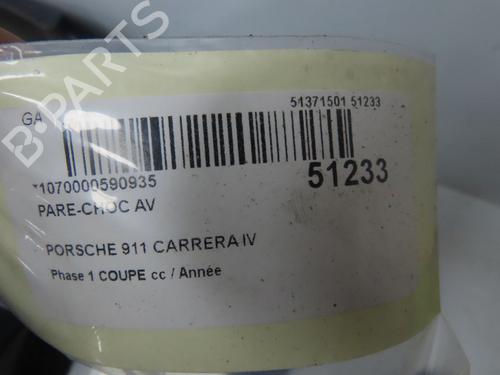 B-PARTS
GA
51371501 51233
*1070000590935
51233
PARE-CHOC AV
PORSCHE 911 CARRERA IV
Phase 1 COUPE cc / Année